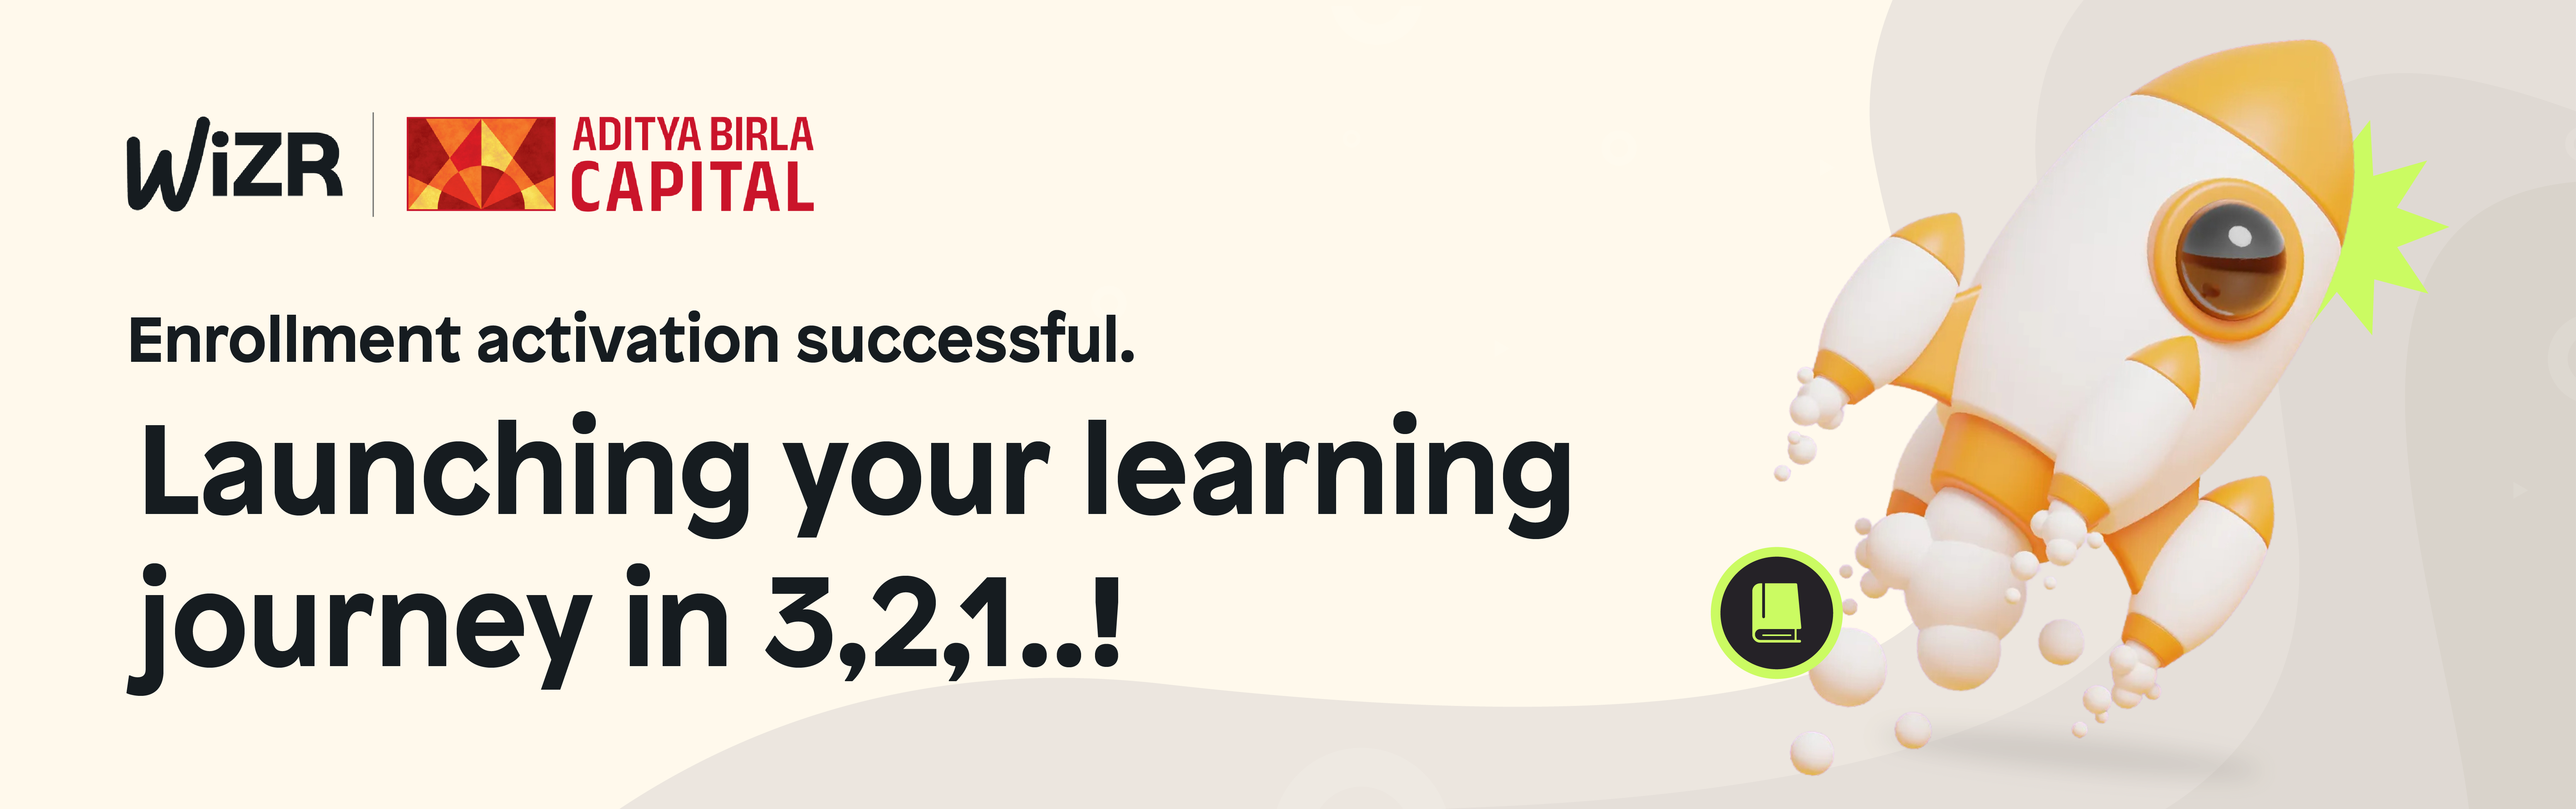 WiZR
ADITYA BIRLA
CAPITAL
Enrollment activation successful.
Launching your learning
journey in 3,2,1..!